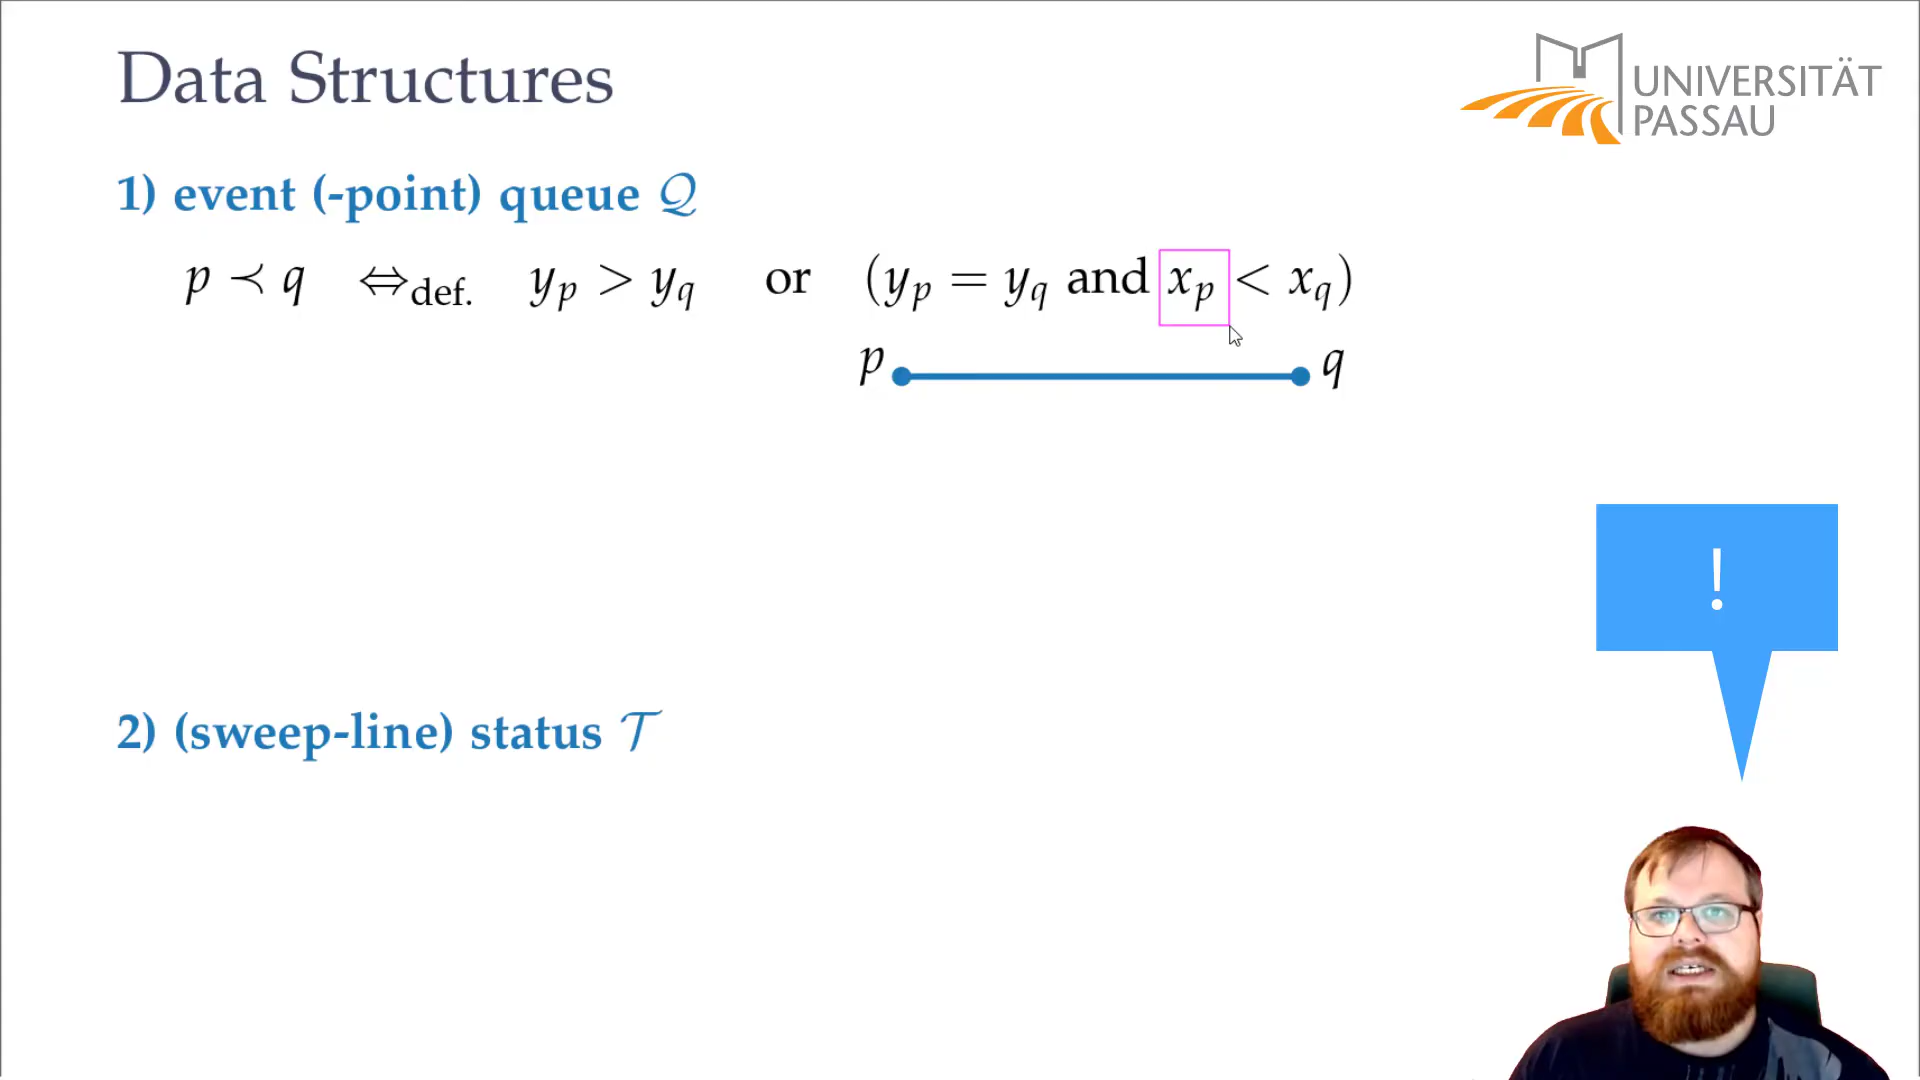 Data Structures
UNIVERSITÄT
PASSAU
1) event (-point) queue 𝒬
p ≺ q ⇔def. yp > yq or (yp = yq and xp < xq)
p q
!
2) (sweep-line) status 𝒯